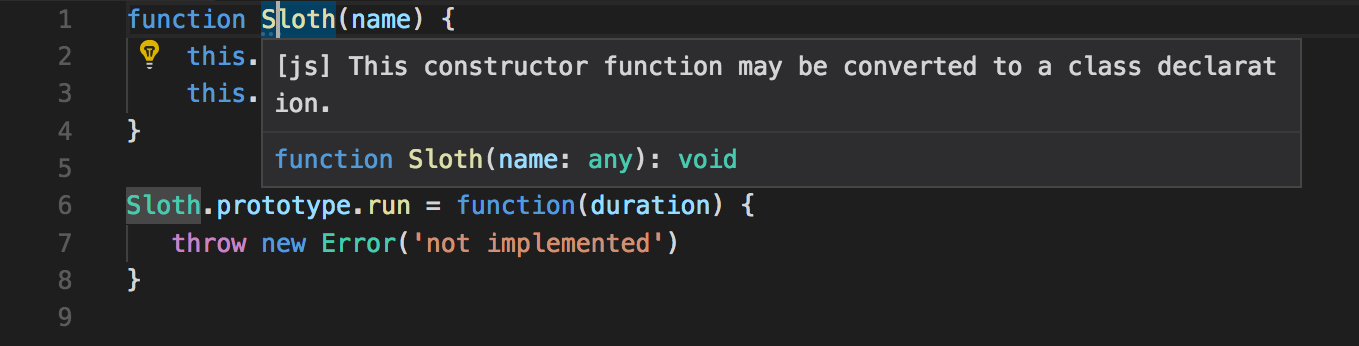 1 function Sloth(name) {
2 this.
[js] This constructor function may be converted to a class declarat
3 this.
ion.
4 }
5
function Sloth(name: any): void
6 Sloth.prototype.run = function(duration) {
7 throw new Error('not implemented')
8 }
9